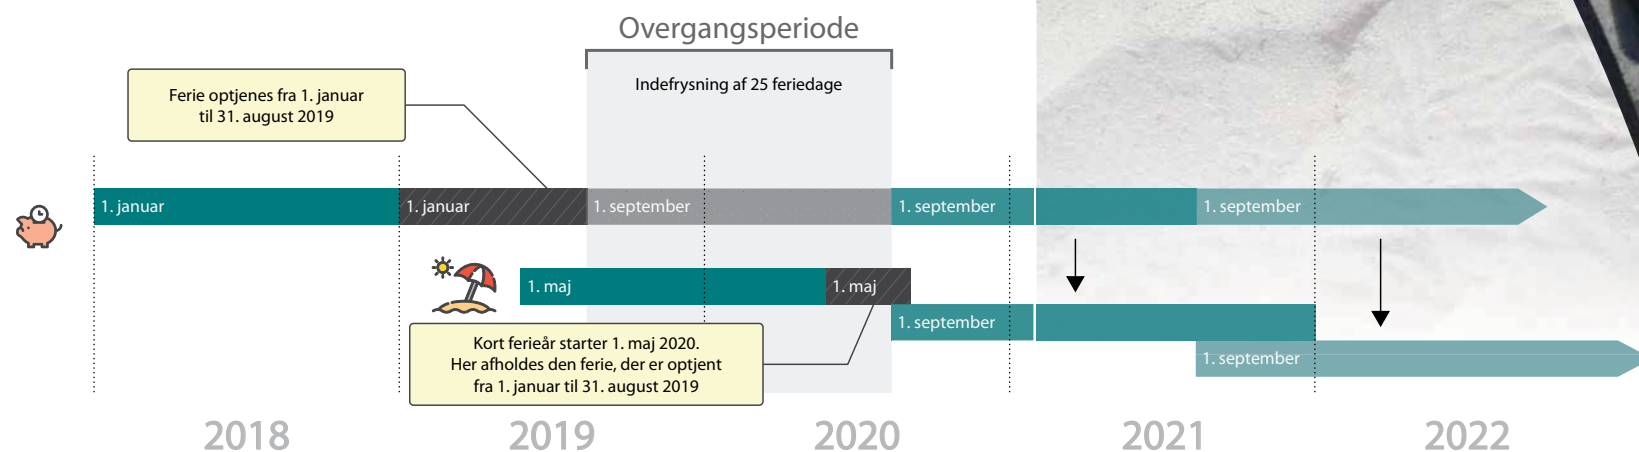 Overgangsperiode
Indefrysning af 25 feriedage
Ferie optjenes fra 1. januar
til 31. august 2019
1. januar
1. januar
1. september
1. september
1. september
1. maj
1. maj
1. september
Kort ferieår starter 1. maj 2020.
Her afholdes den ferie, der er optjent
fra 1. januar til 31. august 2019
1. september
2018
2019
2020
2021
2022